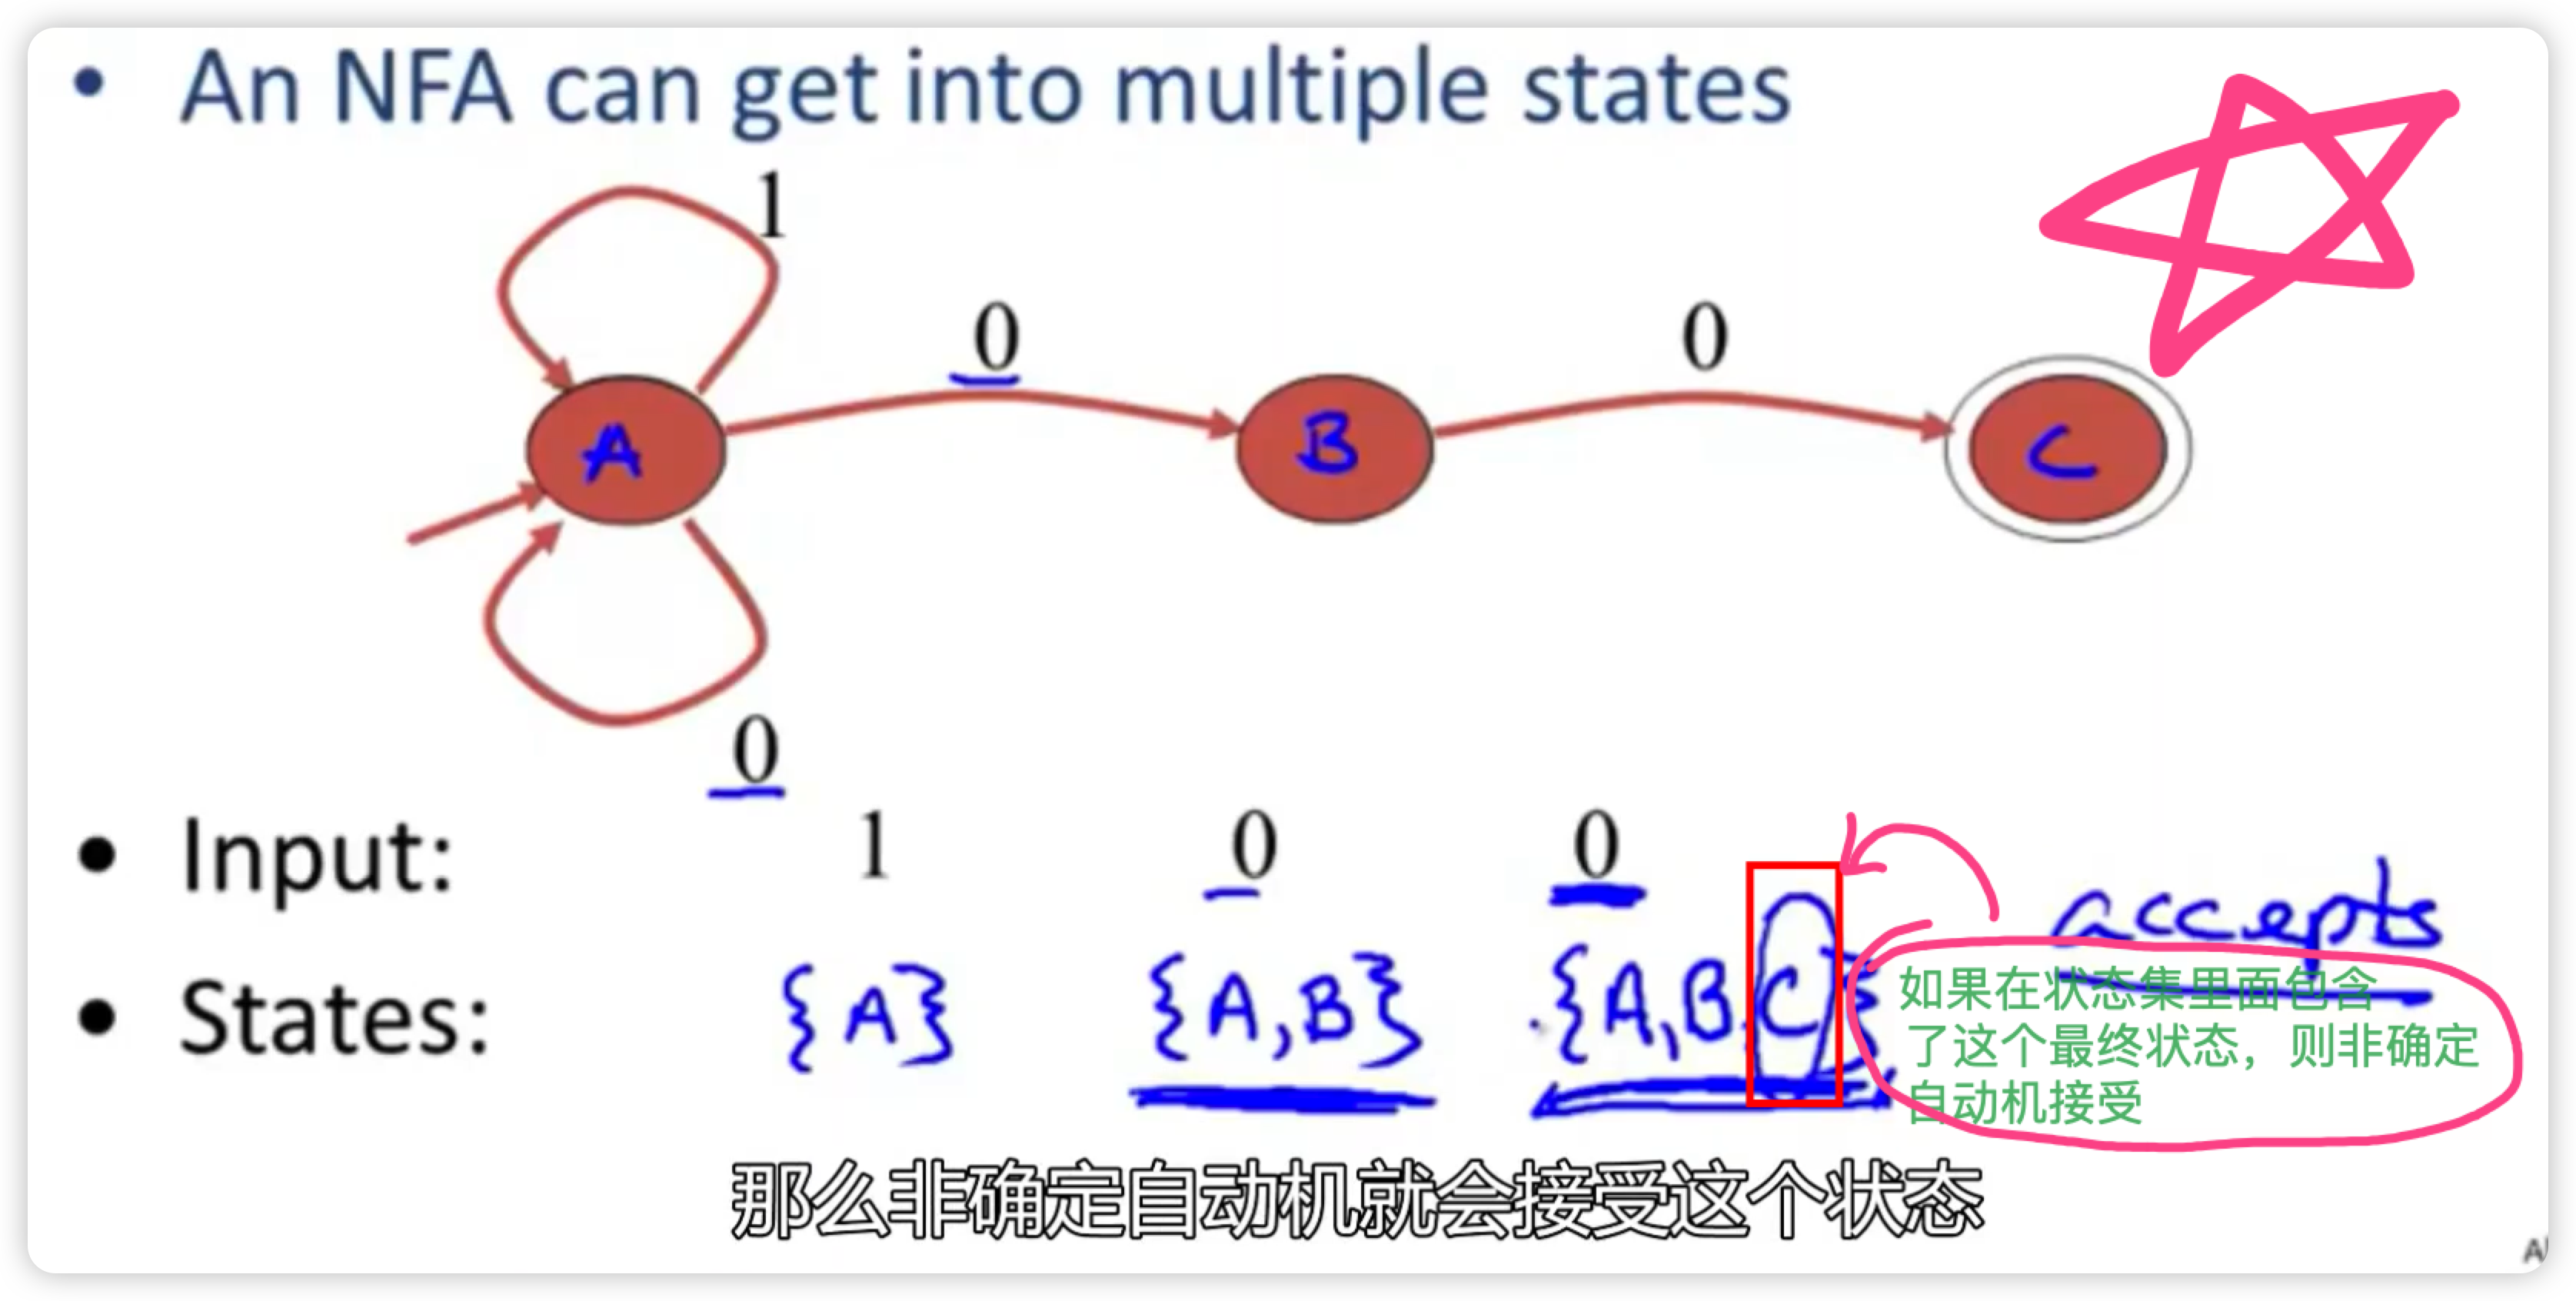 • An NFA can get into multiple states
1
0
0
A
B
C
0
• Input: 1 0 0
accepts
• States: {A} {A,B} {A,B,C}
如果在状态集里面包含
了这个最终状态，则非确定
自动机接受
那么非确定自动机就会接受这个状态